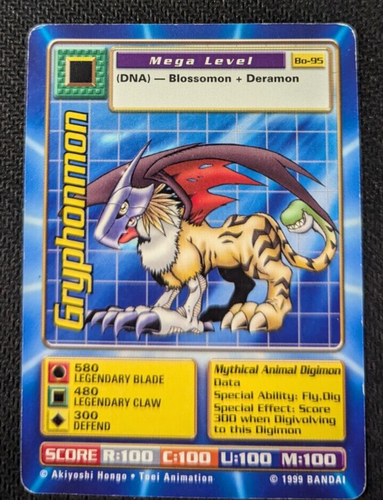 Mega Level
Bo-95
(DNA) — Blossomon + Deramon
Gryphonmon
580
LEGENDARY BLADE
480
LEGENDARY CLAW
300
DEFEND
Mythical Animal Digimon
Data
Special Ability: Fly,Dig
Special Effect: Score
300 when Digivolving
to this Digimon
SCORE R:100 C:100 U:100 M:100
© Akiyoshi Hongo • Toei Animation © 1999 BANDAI